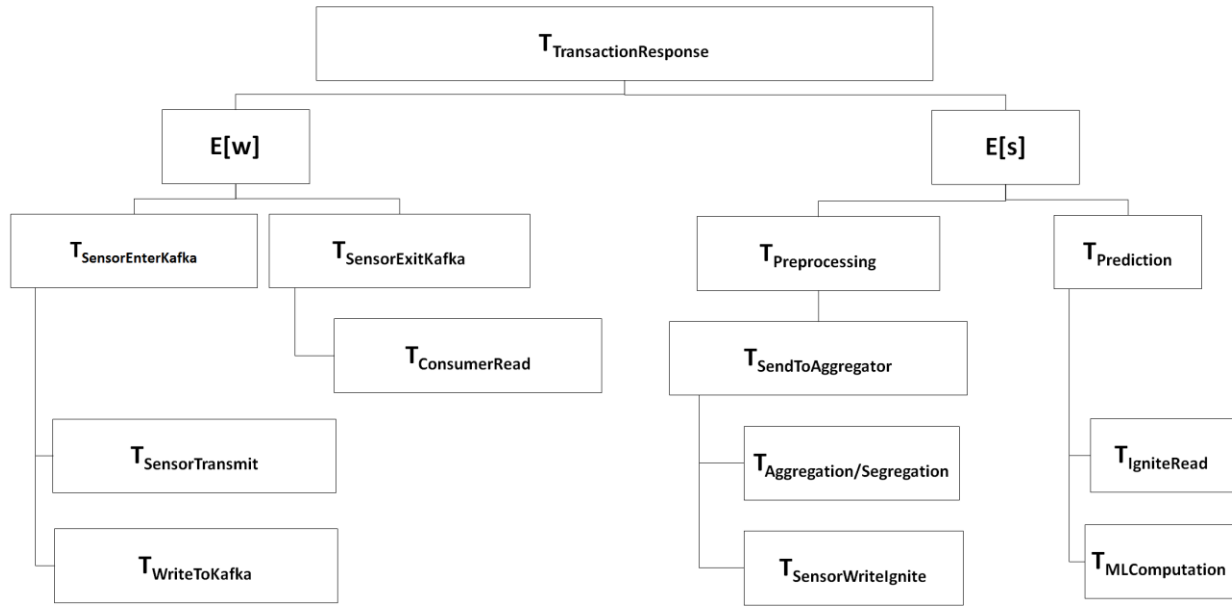 TTransactionResponse
E[w]
E[s]
TSensorEnterKafka
TSensorExitKafka
TPreprocessing
TPrediction
TConsumerRead
TSendToAggregator
TSensorTransmit
TAggregation/Segregation
TIgniteRead
TWriteToKafka
TSensorWriteIgnite
TMLComputation